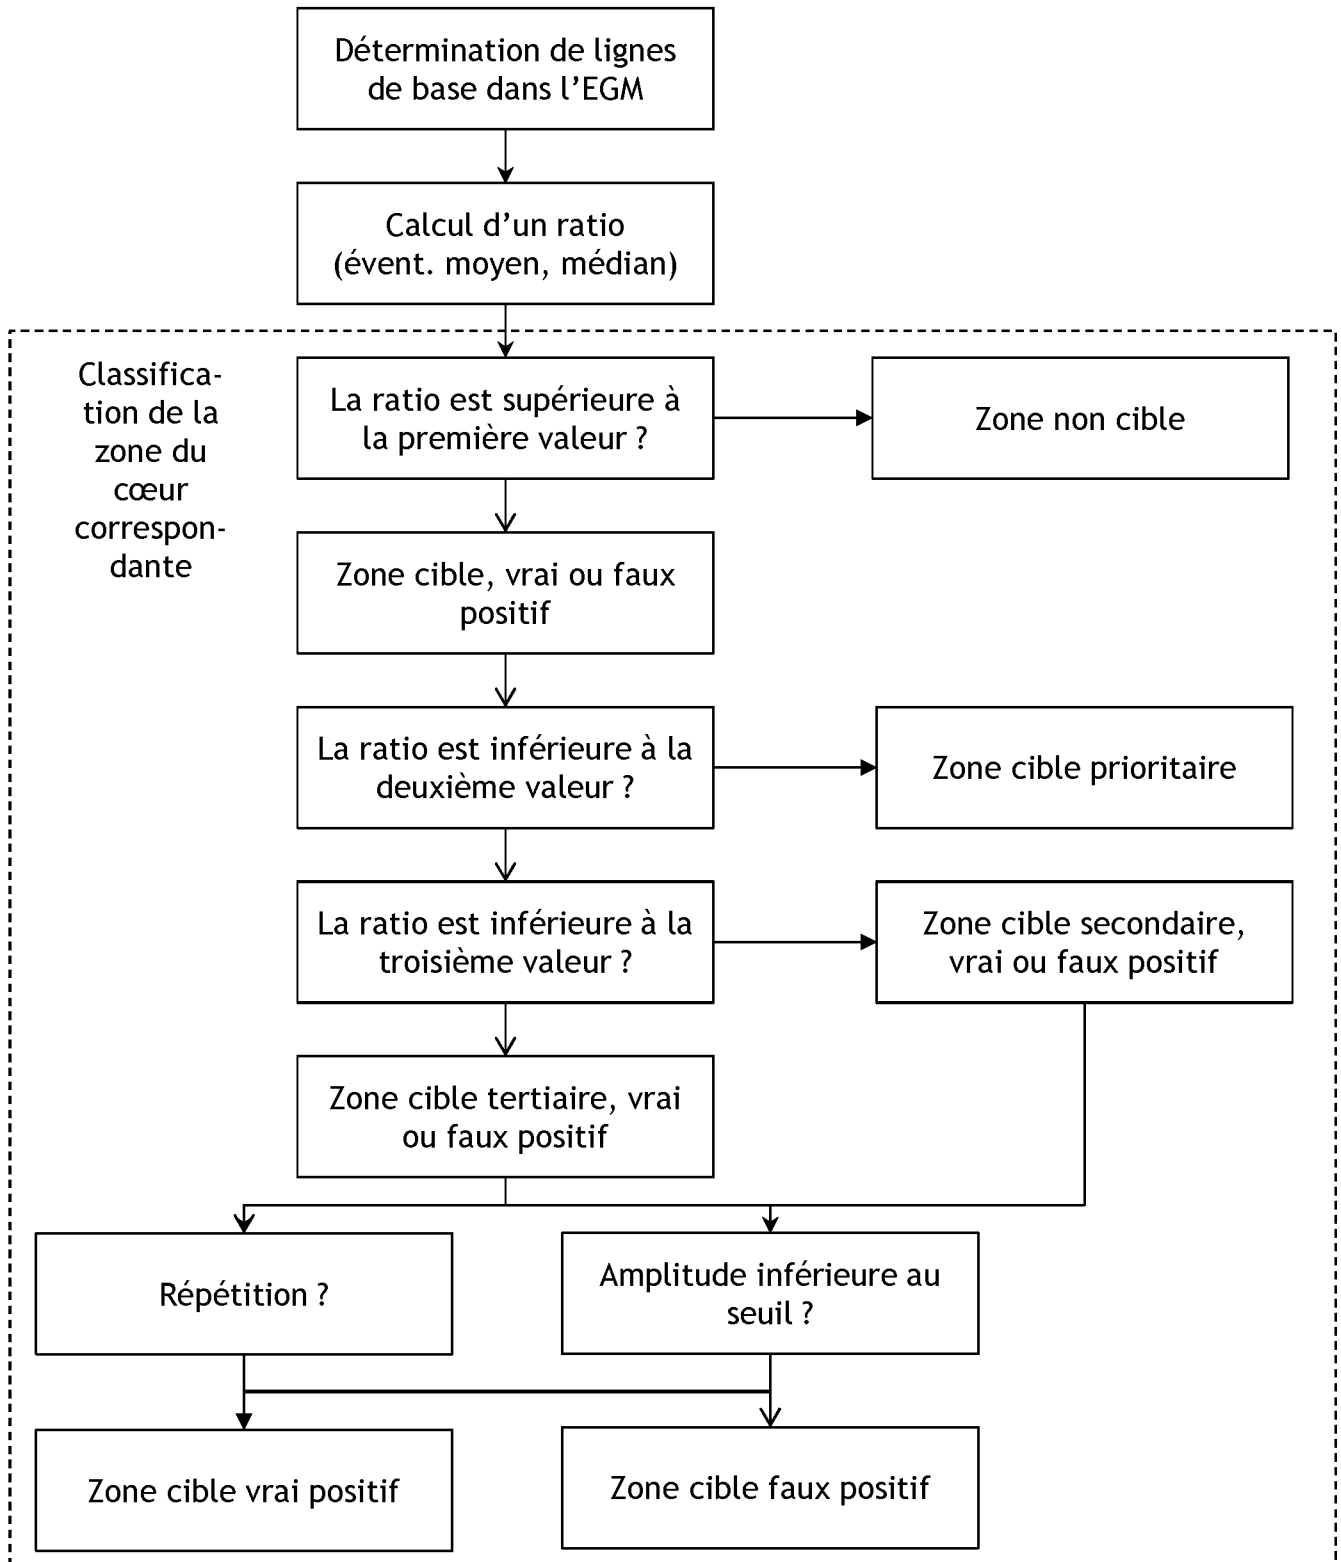 Détermination de lignes
de base dans l'EGM
Calcul d'un ratio
(évent. moyen, médian)
Classifica-
tion de la
zone du
cœur
correspon-
dante
La ratio est supérieure à
la première valeur ?
Zone non cible
Zone cible, vrai ou faux
positif
La ratio est inférieure à la
deuxième valeur ?
Zone cible prioritaire
La ratio est inférieure à la
troisième valeur ?
Zone cible secondaire,
vrai ou faux positif
Zone cible tertiaire, vrai
ou faux positif
Répétition ?
Amplitude inférieure au
seuil ?
Zone cible vrai positif
Zone cible faux positif